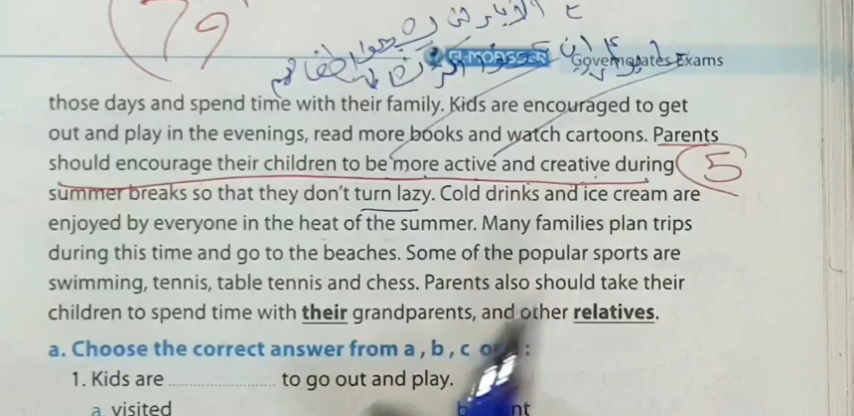 79
EL-MOASSER Governorates Exams
those days and spend time with their family. Kids are encouraged to get
out and play in the evenings, read more books and watch cartoons. Parents
should encourage their children to be more active and creative during
5
summer breaks so that they don't turn lazy. Cold drinks and ice cream are
enjoyed by everyone in the heat of the summer. Many families plan trips
during this time and go to the beaches. Some of the popular sports are
swimming, tennis, table tennis and chess. Parents also should take their
children to spend time with their grandparents, and other relatives.
a. Choose the correct answer from a , b , c or :
1. Kids are .......................... to go out and play.
a. visited